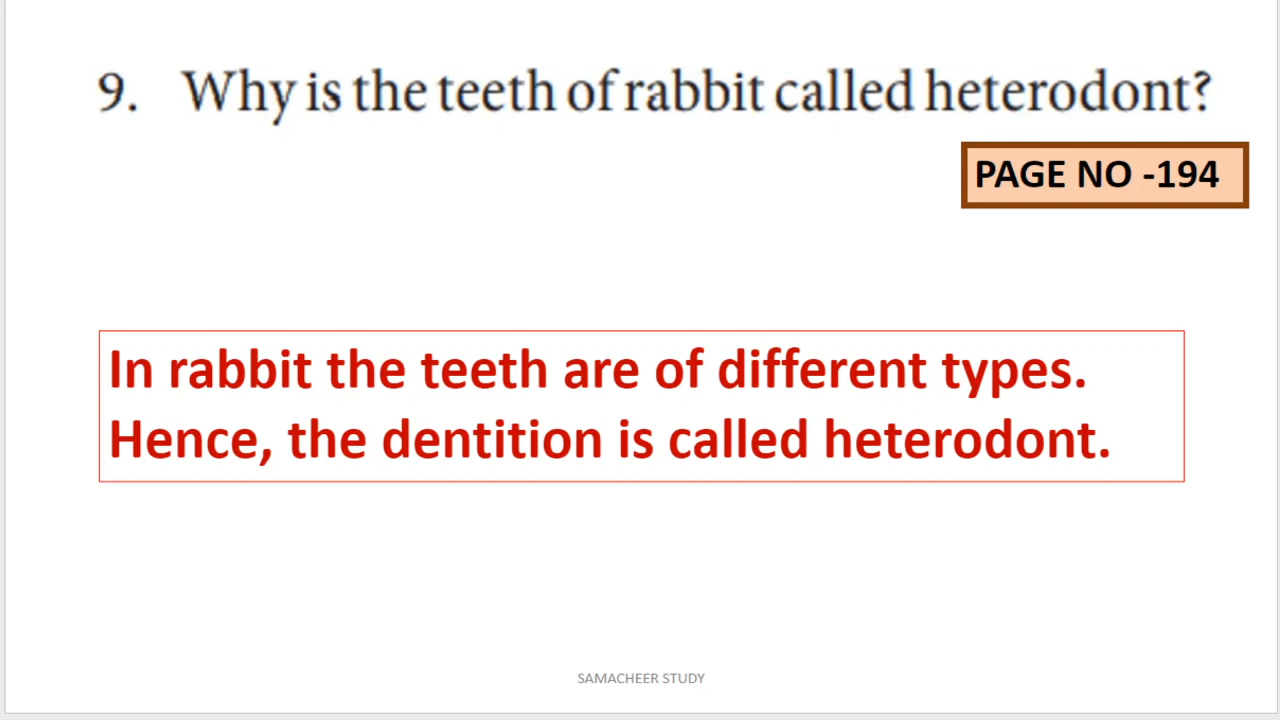 9. Why is the teeth of rabbit called heterodont?
PAGE NO -194
In rabbit the teeth are of different types.
Hence, the dentition is called heterodont.
SAMACHEER STUDY